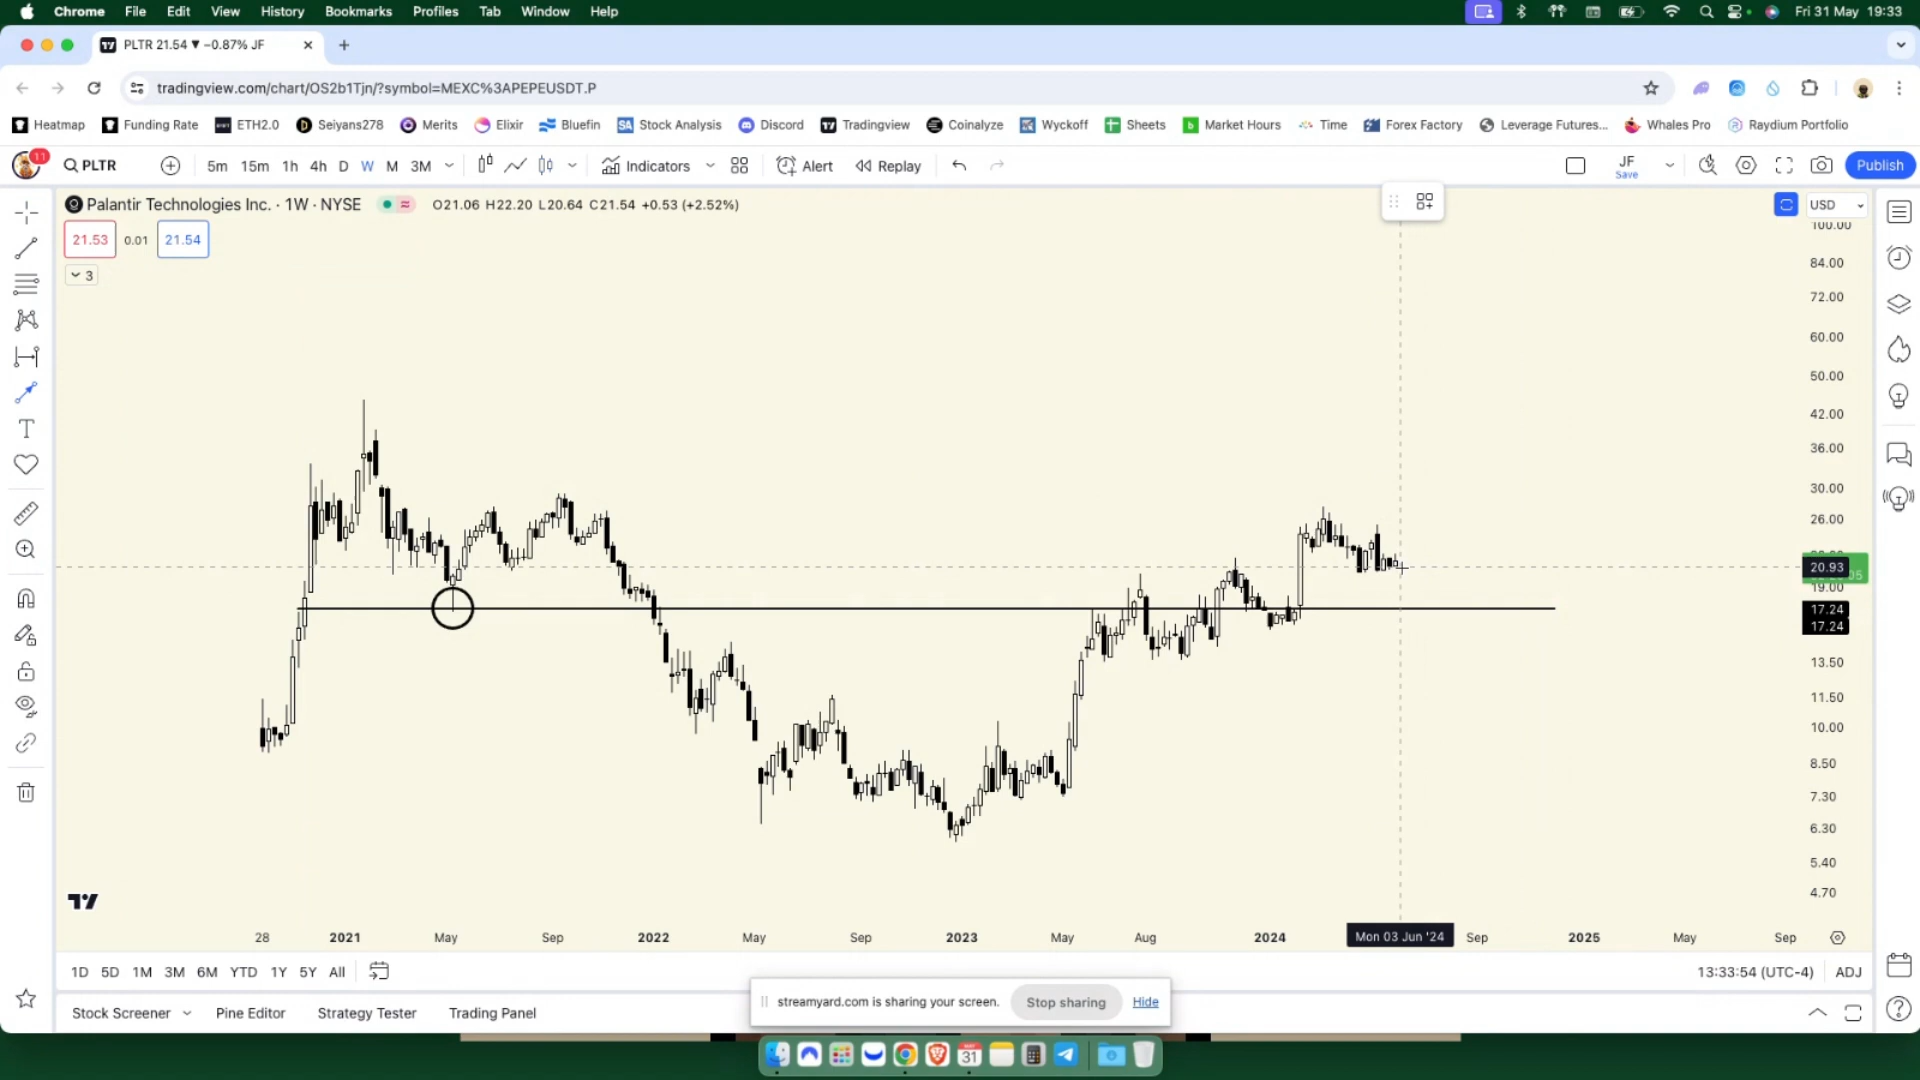 Chrome File Edit View History Bookmarks Profiles Tab Window Help Fri 31 May 19:33
PLTR 21.54 ▼ −0.87% JF
tradingview.com/chart/OS2b1Tjn/?symbol=MEXC%3APEPEUSDT.P
Heatmap Funding Rate ETH2.0 Seiyans278 Merits Elixir Bluefin Stock Analysis Discord Tradingview Coinalyze Wyckoff Sheets Market Hours Time Forex Factory Leverage Futures... Whales Pro Raydium Portfolio
11 PLTR 5m 15m 1h 4h D W M 3M Indicators Alert Replay JF Save Publish
Palantir Technologies Inc. · 1W · NYSE O21.06 H22.20 L20.64 C21.54 +0.53 (+2.52%) USD
21.53 0.01 21.54
3
100.00
84.00
72.00
60.00
50.00
42.00
36.00
30.00
26.00
20.93
19.00
17.24
17.24
13.50
11.50
10.00
8.50
7.30
6.30
5.40
4.70
28 2021 May Sep 2022 May Sep 2023 May Aug 2024 Mon 03 Jun '24 Sep 2025 May Sep
1D 5D 1M 3M 6M YTD 1Y 5Y All 13:33:54 (UTC-4) ADJ
streamyard.com is sharing your screen. Stop sharing Hide
Stock Screener Pine Editor Strategy Tester Trading Panel
31